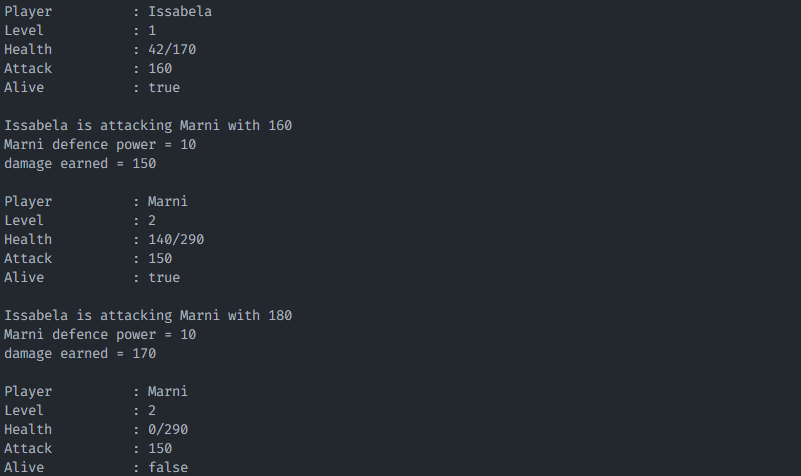 Player          : Issabela
Level           : 1
Health          : 42/170
Attack          : 160
Alive           : true

Issabela is attacking Marni with 160
Marni defence power = 10
damage earned = 150

Player          : Marni
Level           : 2
Health          : 140/290
Attack          : 150
Alive           : true

Issabela is attacking Marni with 180
Marni defence power = 10
damage earned = 170

Player          : Marni
Level           : 2
Health          : 0/290
Attack          : 150
Alive           : false